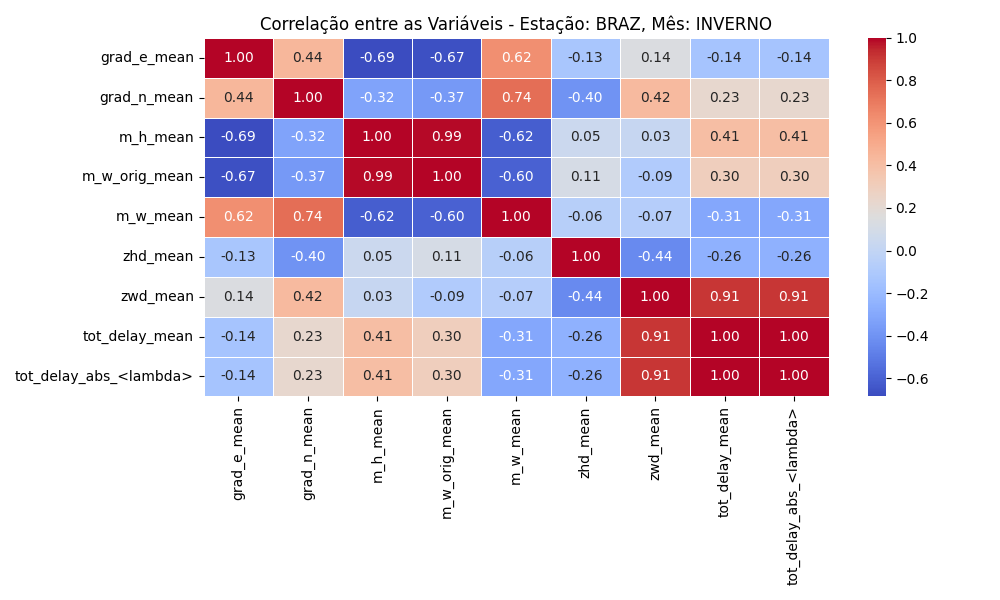 Correlação entre as Variáveis - Estação: BRAZ, Mês: INVERNO
grad_e_mean 1.00 0.44 -0.69 -0.67 0.62 -0.13 0.14 -0.14 -0.14
grad_n_mean 0.44 1.00 -0.32 -0.37 0.74 -0.40 0.42 0.23 0.23
m_h_mean -0.69 -0.32 1.00 0.99 -0.62 0.05 0.03 0.41 0.41
m_w_orig_mean -0.67 -0.37 0.99 1.00 -0.60 0.11 -0.09 0.30 0.30
m_w_mean 0.62 0.74 -0.62 -0.60 1.00 -0.06 -0.07 -0.31 -0.31
zhd_mean -0.13 -0.40 0.05 0.11 -0.06 1.00 -0.44 -0.26 -0.26
zwd_mean 0.14 0.42 0.03 -0.09 -0.07 -0.44 1.00 0.91 0.91
tot_delay_mean -0.14 0.23 0.41 0.30 -0.31 -0.26 0.91 1.00 1.00
tot_delay_abs_<lambda> -0.14 0.23 0.41 0.30 -0.31 -0.26 0.91 1.00 1.00
grad_e_mean
grad_n_mean
m_h_mean
m_w_orig_mean
m_w_mean
zhd_mean
zwd_mean
tot_delay_mean
tot_delay_abs_<lambda>
1.0
0.8
0.6
0.4
0.2
0.0
−0.2
−0.4
−0.6